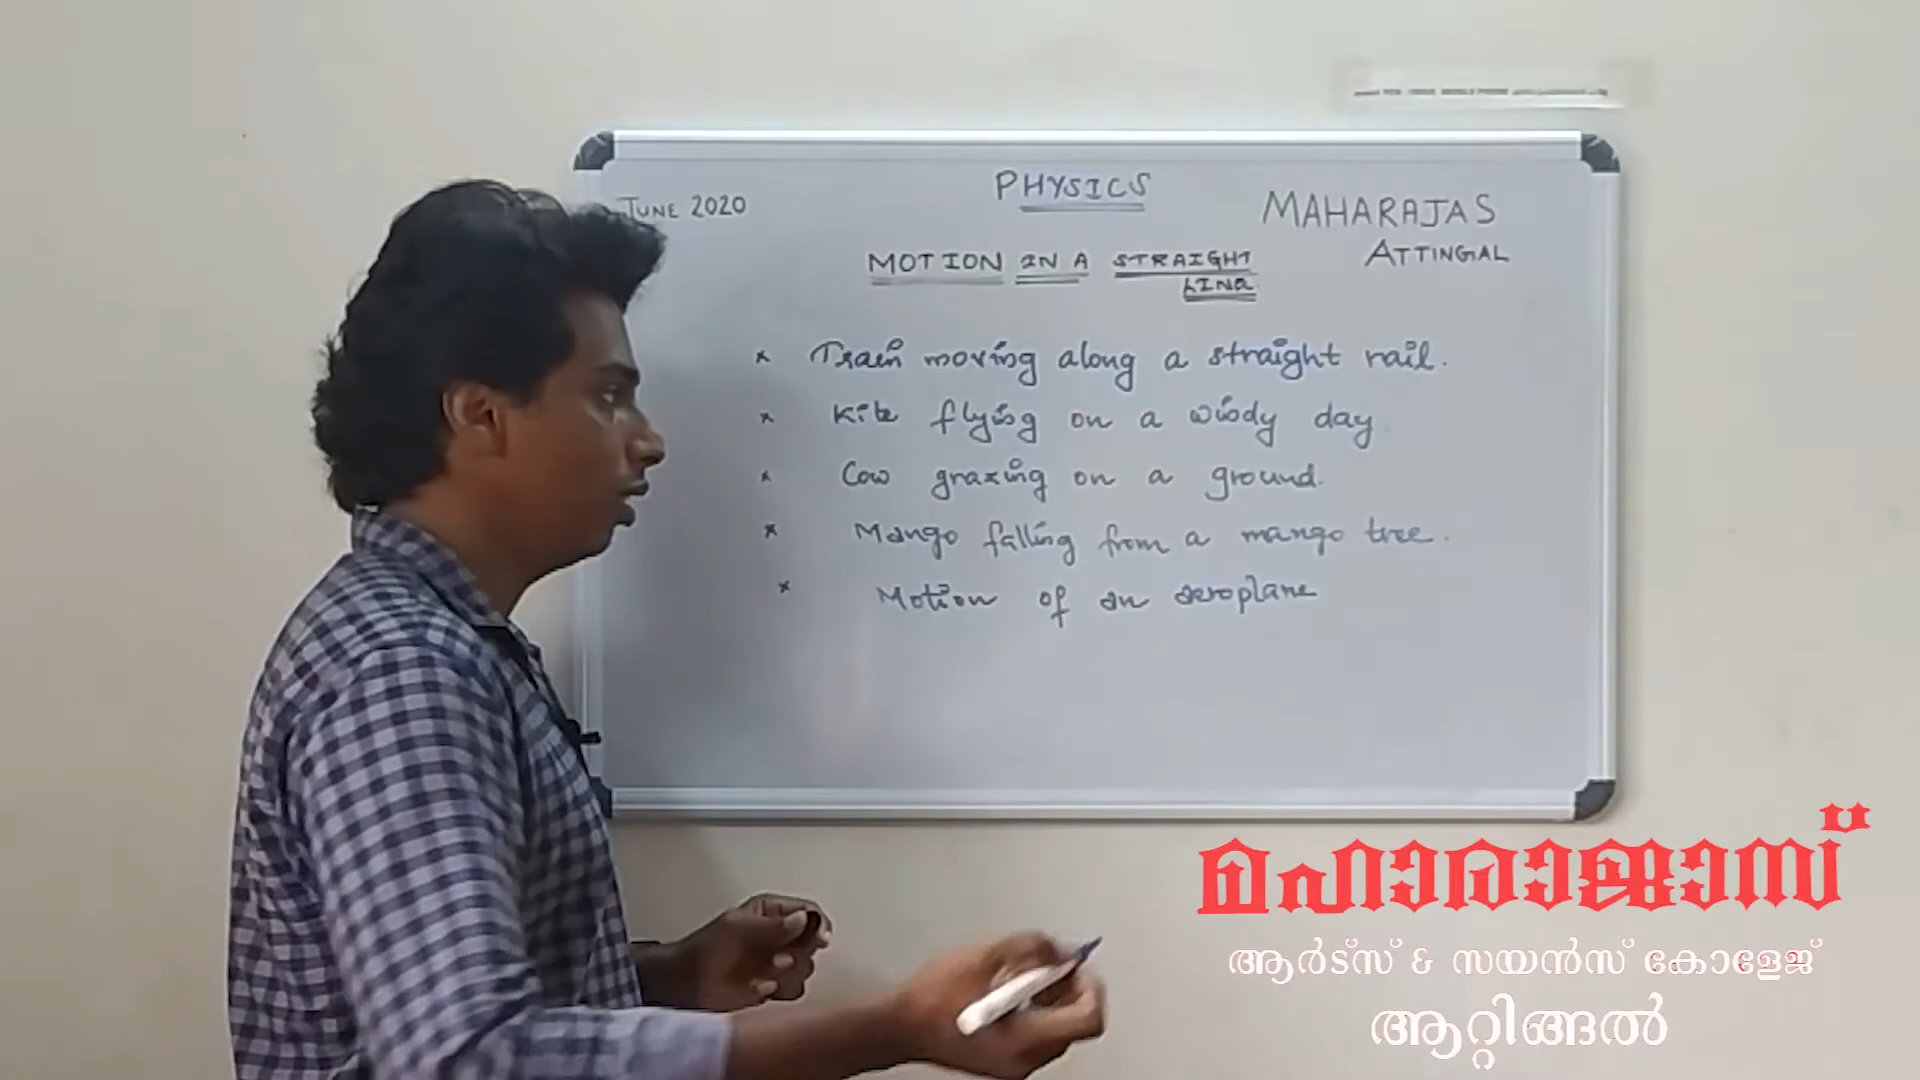 JUNE 2020
PHYSICS
MAHARAJAS
ATTINGAL
MOTION IN A STRAIGHT
LINE
* Train moving along a straight rail.
* Kite flying on a windy day
* Cow grazing on a ground.
* Mango falling from a mango tree.
* Motion of an aeroplane
മഹാരാജാസ്
ആർട്സ് & സയൻസ് കോളേജ്
ആറ്റിങ്ങൽ